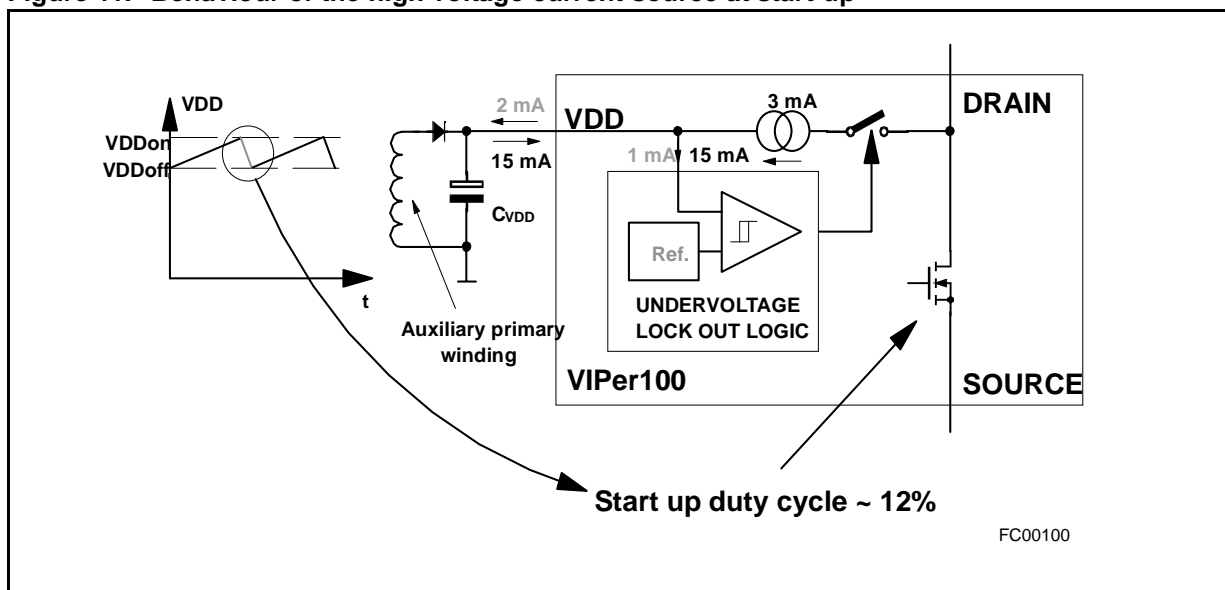 VDD
VDDon
VDDoff
t
2 mA
15 mA
CVDD
Auxiliary primary
winding
VDD
3 mA
DRAIN
1 mA
15 mA
Ref.
UNDERVOLTAGE
LOCK OUT LOGIC
VIPer100
SOURCE
Start up duty cycle ~ 12%
FC00100